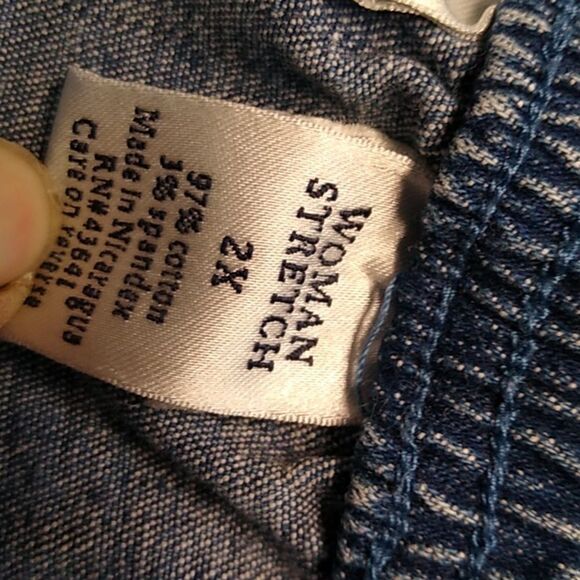 WOMAN
STRETCH
2X
97% cotton
3% spandex
Made in Nicaragua
RN# 43641
Care on reverse